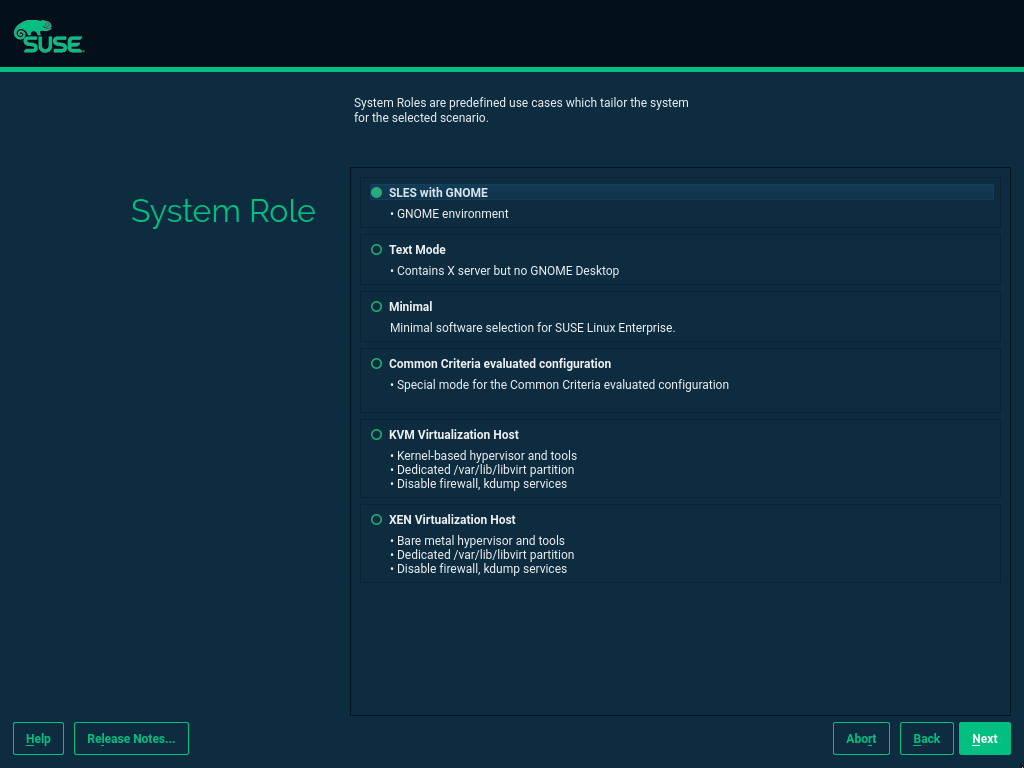 SUSE
System Roles are predefined use cases which tailor the system
for the selected scenario.
System Role
SLES with GNOME
• GNOME environment
Text Mode
• Contains X server but no GNOME Desktop
Minimal
Minimal software selection for SUSE Linux Enterprise.
Common Criteria evaluated configuration
• Special mode for the Common Criteria evaluated configuration
KVM Virtualization Host
• Kernel-based hypervisor and tools
• Dedicated /var/lib/libvirt partition
• Disable firewall, kdump services
XEN Virtualization Host
• Bare metal hypervisor and tools
• Dedicated /var/lib/libvirt partition
• Disable firewall, kdump services
Help Release Notes... Abort Back Next